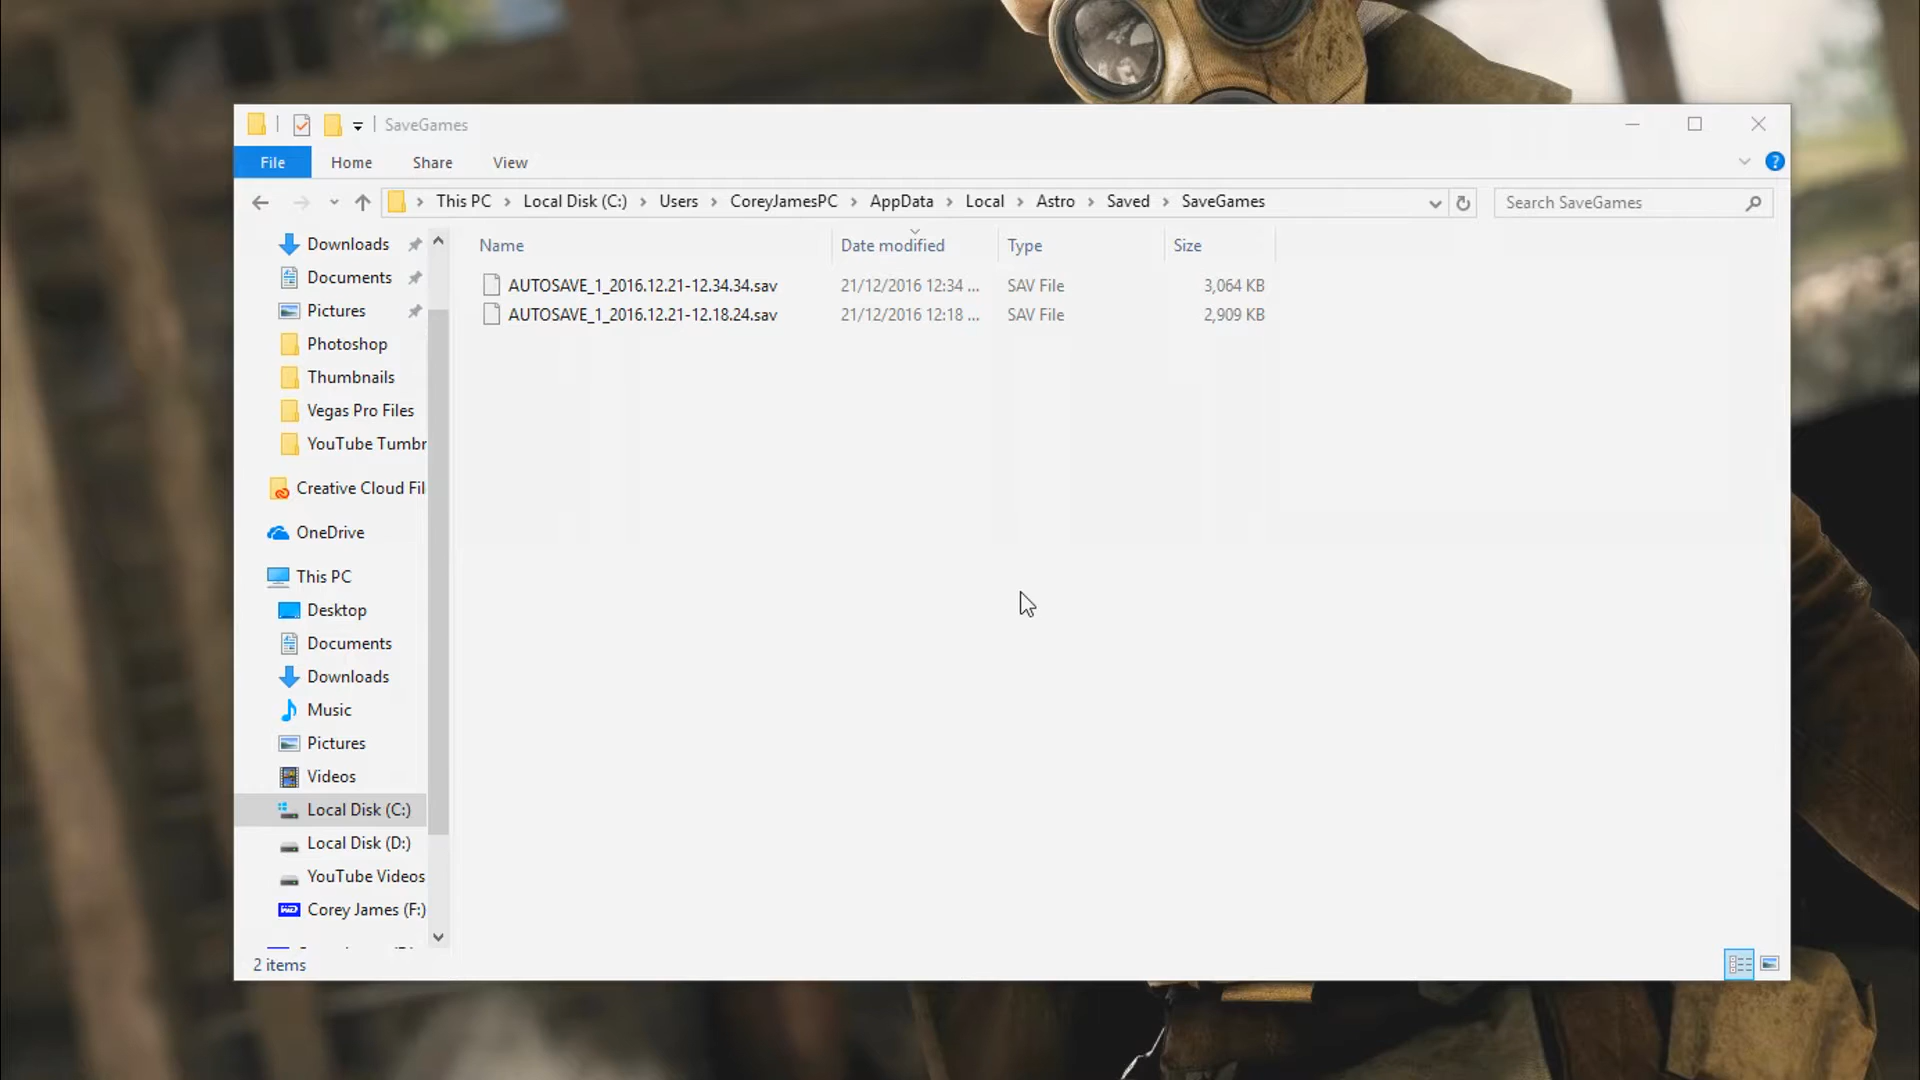 SaveGames
File Home Share View
This PC Local Disk (C:) Users CoreyJamesPC AppData Local Astro Saved SaveGames Search SaveGames
Name Date modified Type Size
AUTOSAVE_1_2016.12.21-12.34.34.sav 21/12/2016 12:34 ... SAV File 3,064 KB
AUTOSAVE_1_2016.12.21-12.18.24.sav 21/12/2016 12:18 ... SAV File 2,909 KB
Downloads
Documents
Pictures
Photoshop
Thumbnails
Vegas Pro Files
YouTube Tumbr
Creative Cloud Fil
OneDrive
This PC
Desktop
Documents
Downloads
Music
Pictures
Videos
Local Disk (C:)
Local Disk (D:)
YouTube Videos
WD Corey James (F:)
2 items